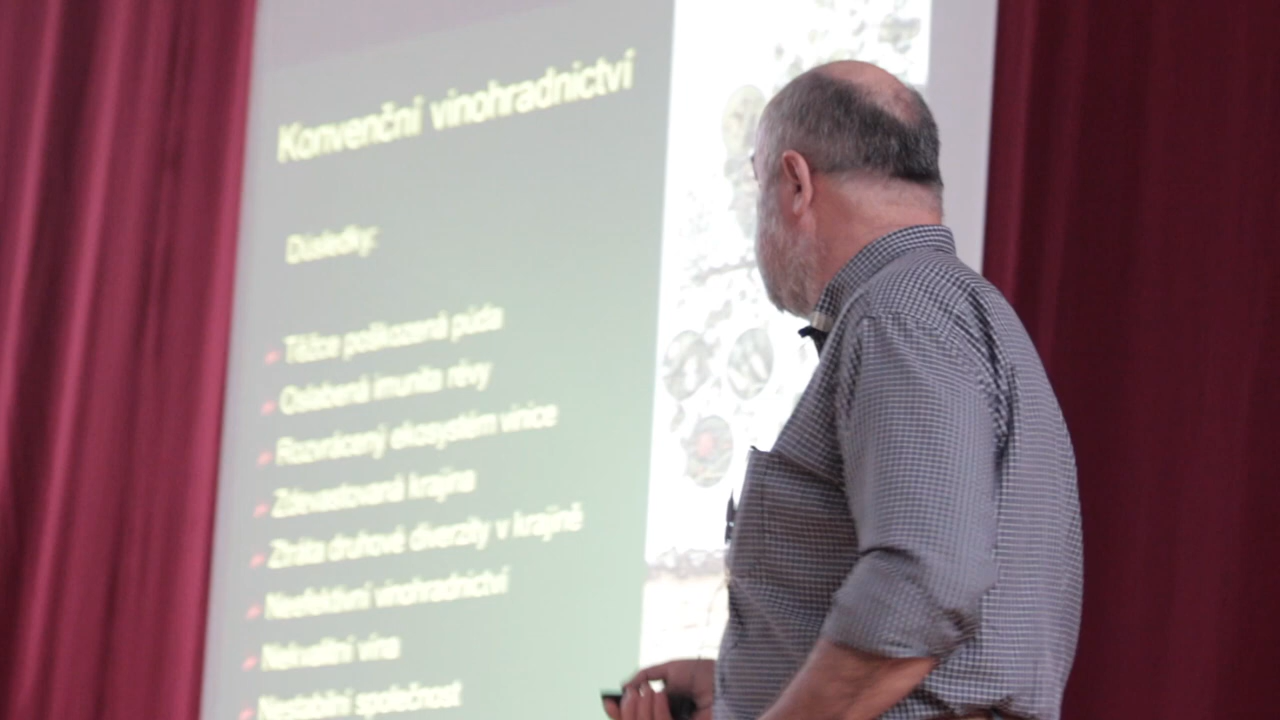 Konvenční vinohradnictví
Důsledky:
Těžce poškozená půda
Oslabená imunita révy
Rozvrácený ekosystém vinice
Zdevastovaná krajina
Ztráta druhové diverzity v krajině
Neefektivní vinohradnictví
Nekvalitní vína
Nestabilní společnost